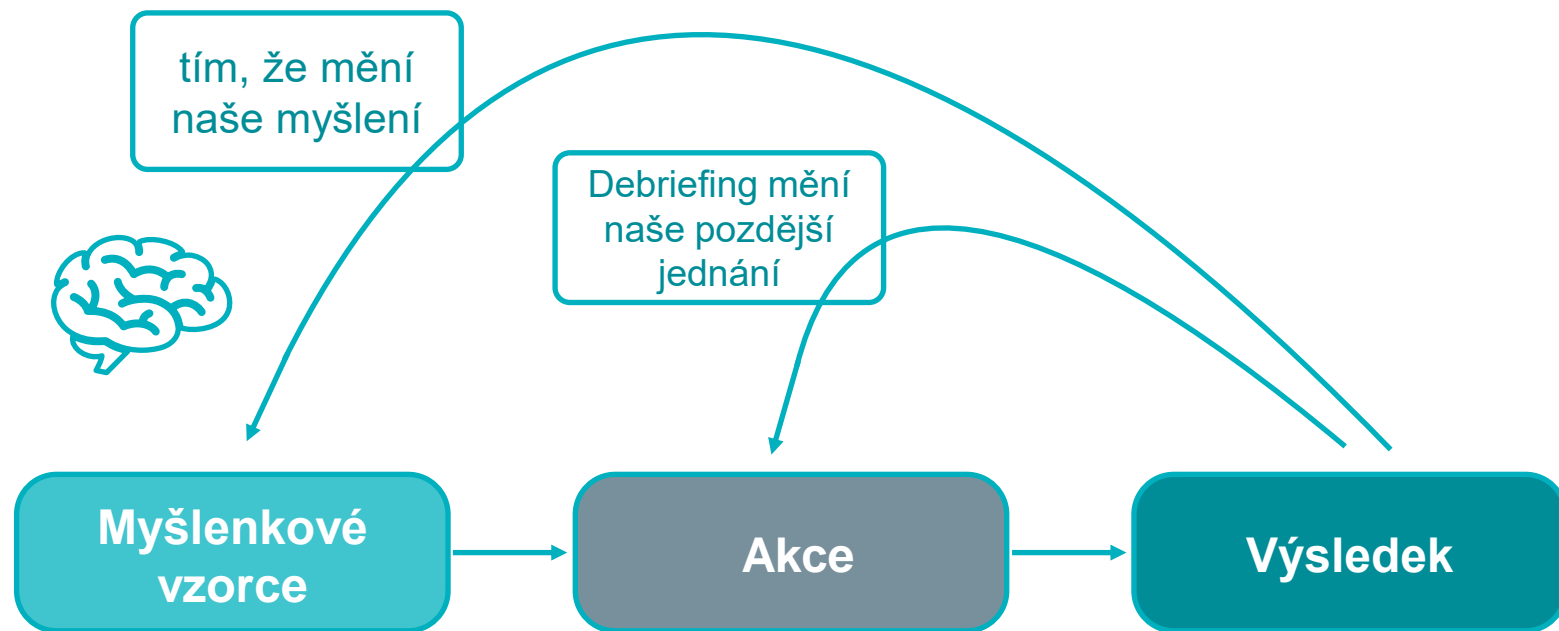 tím, že mění
naše myšlení
Debriefing mění
naše pozdější
jednání
Myšlenkové
vzorce
Akce
Výsledek